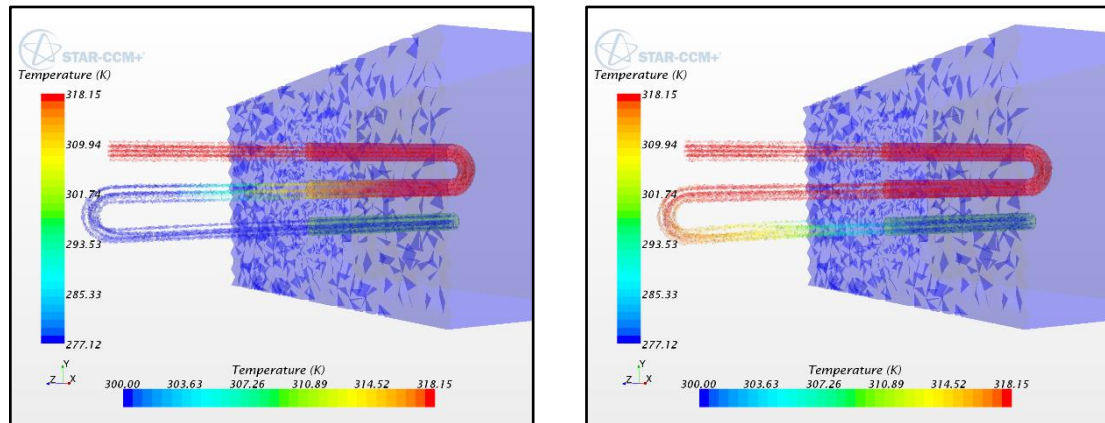 STAR-CCM+
Temperature (K)
318.15
309.94
301.74
293.53
285.33
277.12
Y
Z X
Temperature (K)
300.00 303.63 307.26 310.89 314.52 318.15
STAR-CCM+
Temperature (K)
318.15
309.94
301.74
293.53
285.33
277.12
Y
Z X
Temperature (K)
300.00 303.63 307.26 310.89 314.52 318.15